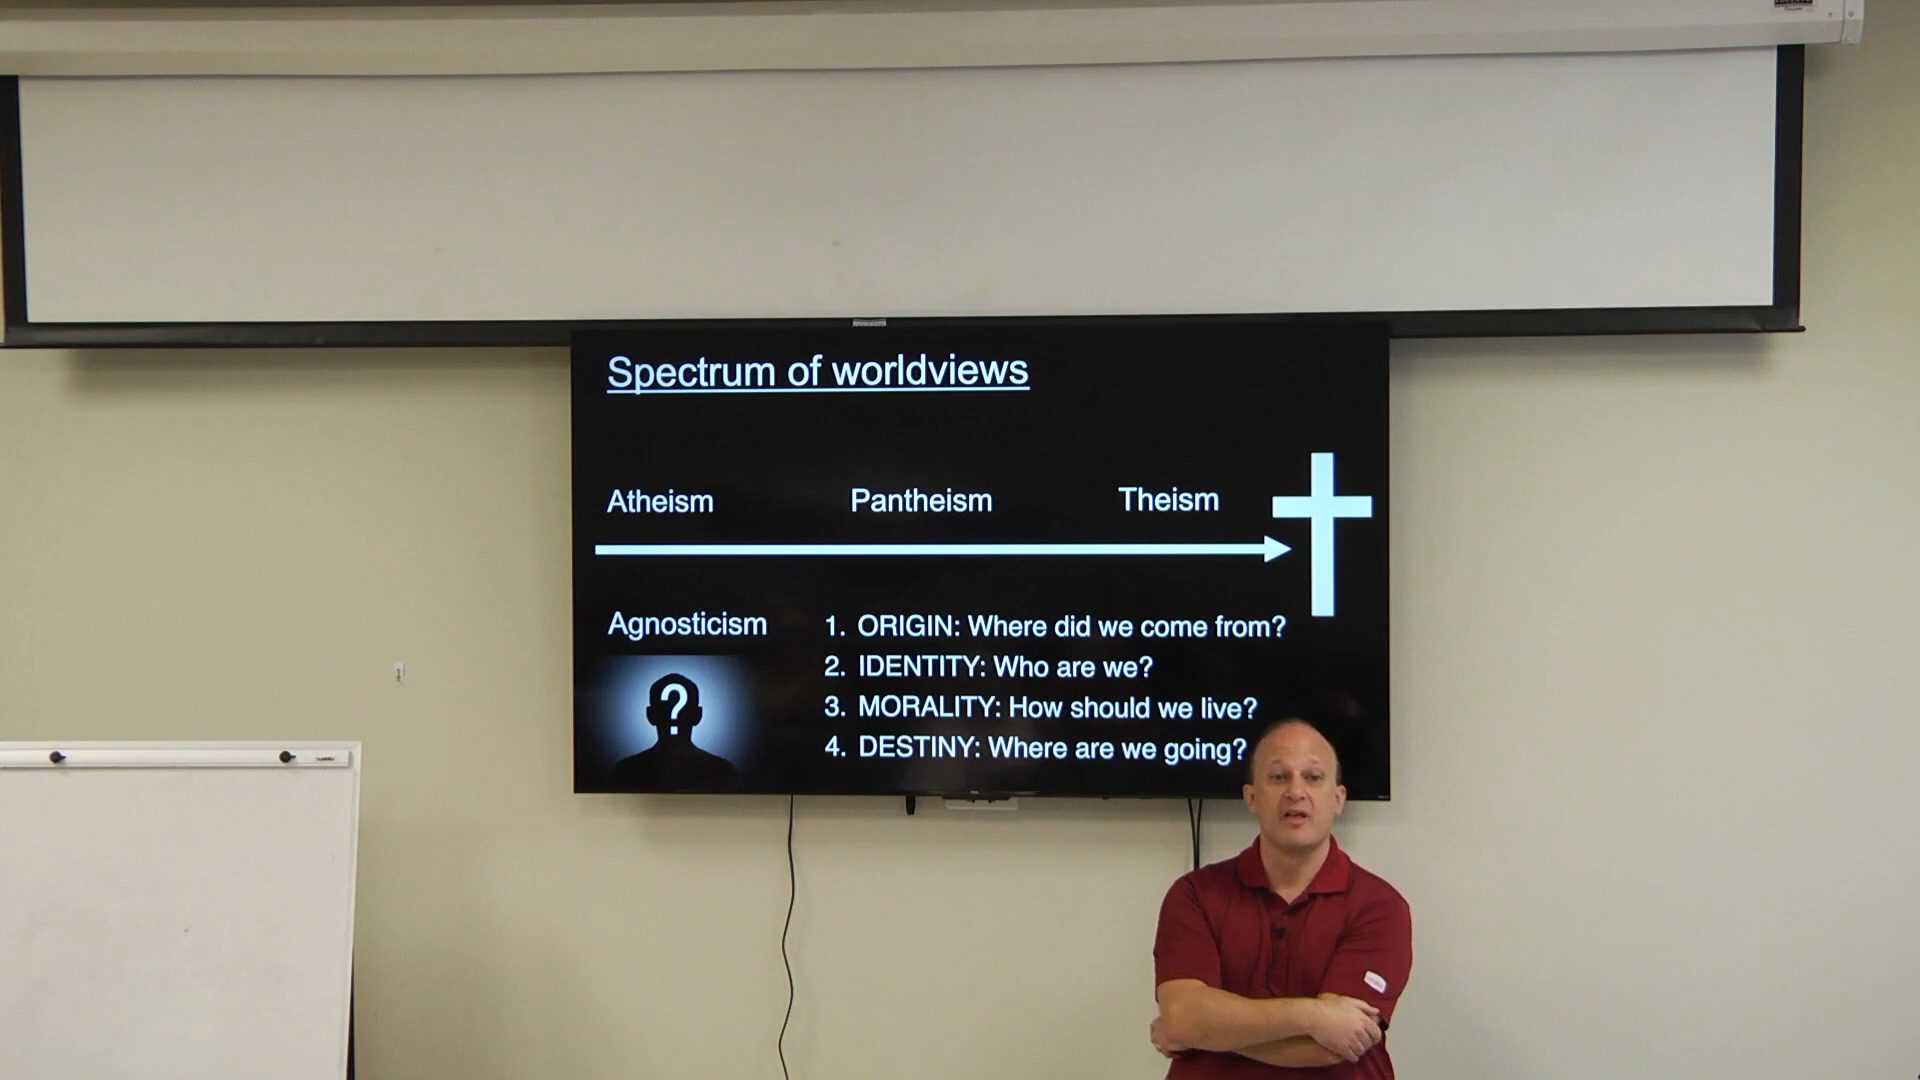 Spectrum of worldviews
Atheism Pantheism Theism
Agnosticism
?
1. ORIGIN: Where did we come from?
2. IDENTITY: Who are we?
3. MORALITY: How should we live?
4. DESTINY: Where are we going?